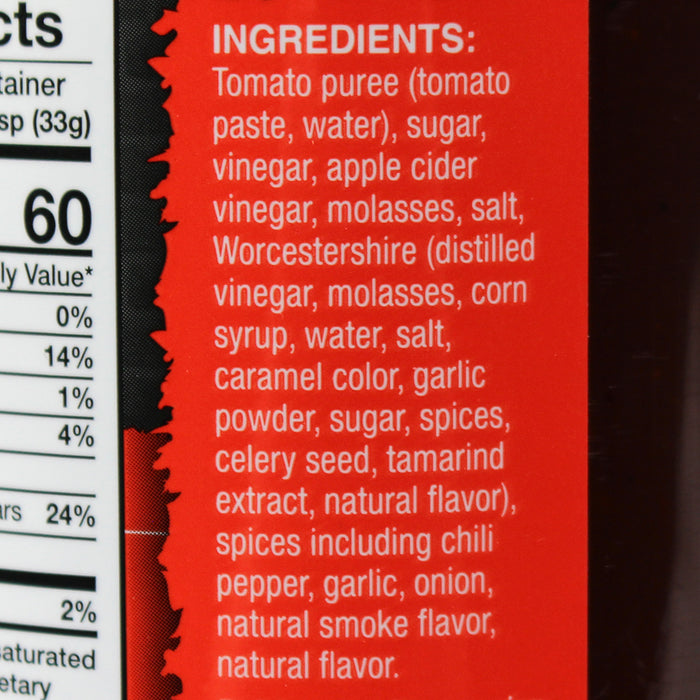 cts
tainer
sp (33g)
60
ly Value*
0%
14%
1%
4%
ars 24%
2%
saturated
etary
INGREDIENTS:
Tomato puree (tomato
paste, water), sugar,
vinegar, apple cider
vinegar, molasses, salt,
Worcestershire (distilled
vinegar, molasses, corn
syrup, water, salt,
caramel color, garlic
powder, sugar, spices,
celery seed, tamarind
extract, natural flavor),
spices including chili
pepper, garlic, onion,
natural smoke flavor,
natural flavor.